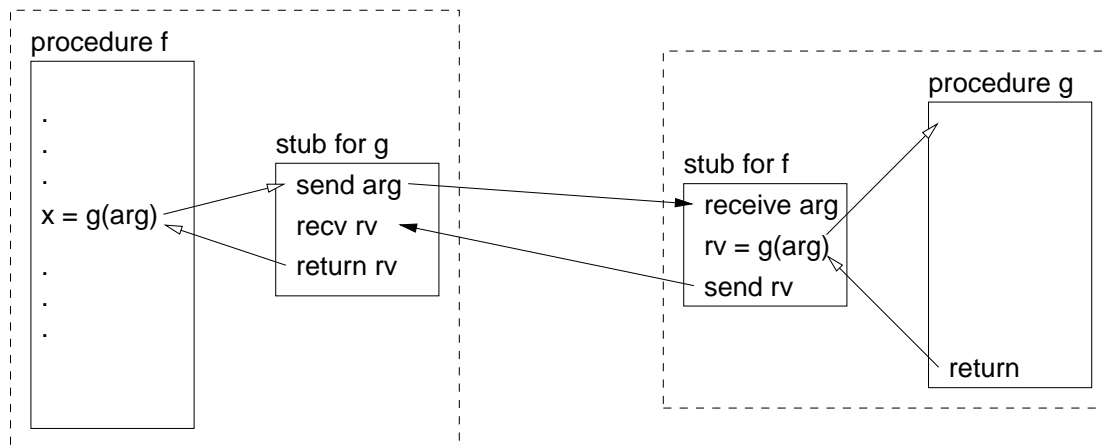 procedure f
.
.
.
x = g(arg)
.
.
.
stub for g
send arg
recv rv
return rv
stub for f
receive arg
rv = g(arg)
send rv
procedure g
return